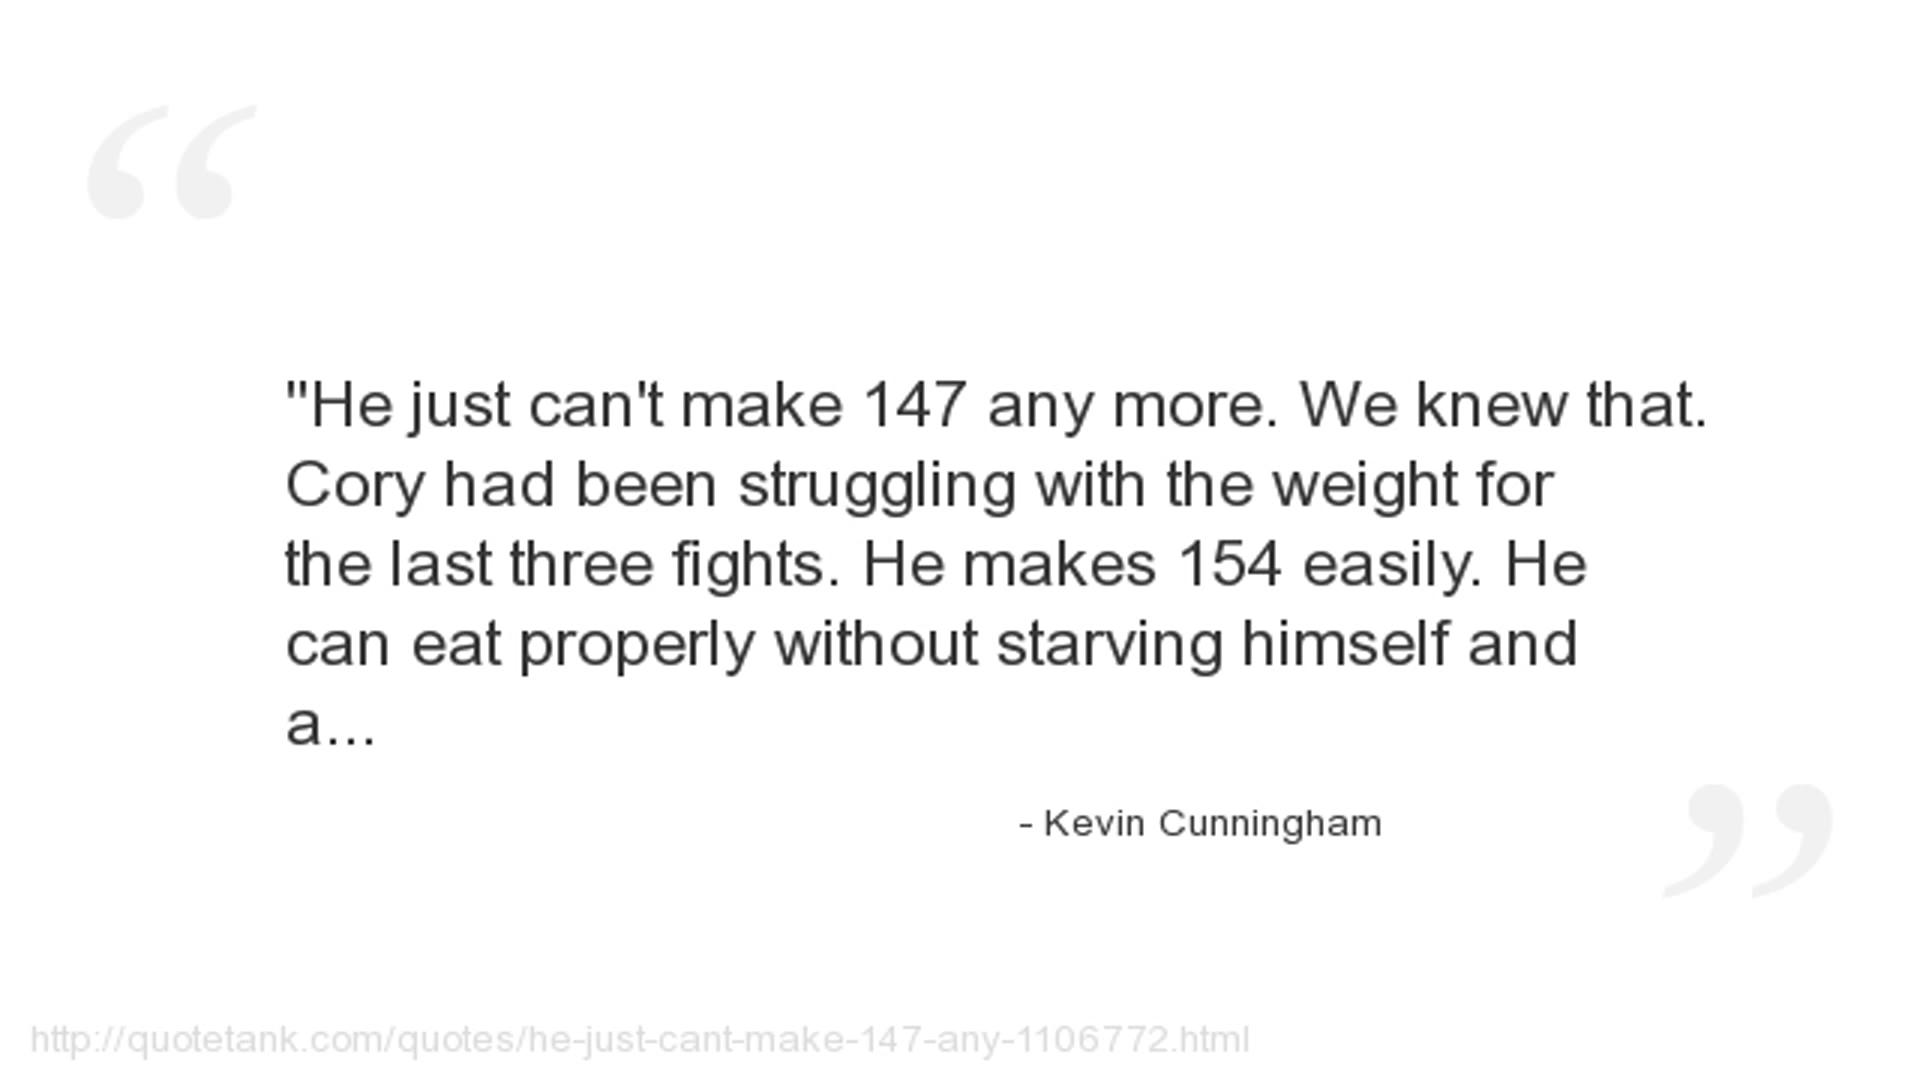 "He just can't make 147 any more. We knew that.
Cory had been struggling with the weight for
the last three fights. He makes 154 easily. He
can eat properly without starving himself and
a...
- Kevin Cunningham
http://quotetank.com/quotes/he-just-cant-make-147-any-1106772.html